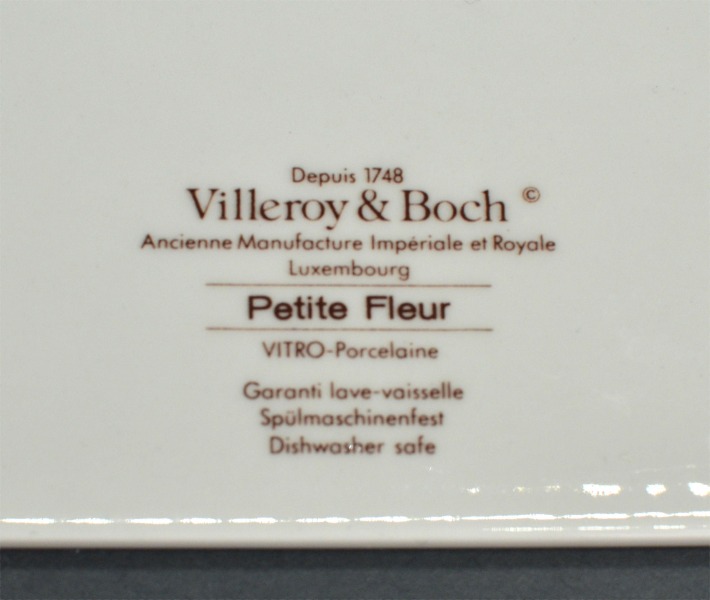 Depuis 1748
Villeroy & Boch ©
Ancienne Manufacture Impériale et Royale
Luxembourg
Petite Fleur
VITRO-Porcelaine
Garanti lave-vaisselle
Spülmaschinenfest
Dishwasher safe